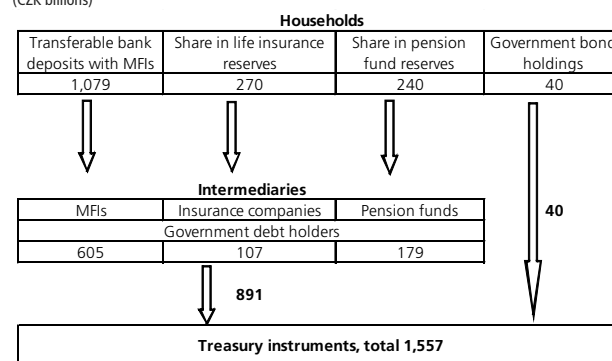 (CZK billions)
Households
Transferable bank deposits with MFIs
Share in life insurance reserves
Share in pension fund reserves
Government bond holdings
1,079 270 240 40
Intermediaries
MFIs Insurance companies Pension funds
Government debt holders
605 107 179
40
891
Treasury instruments, total 1,557